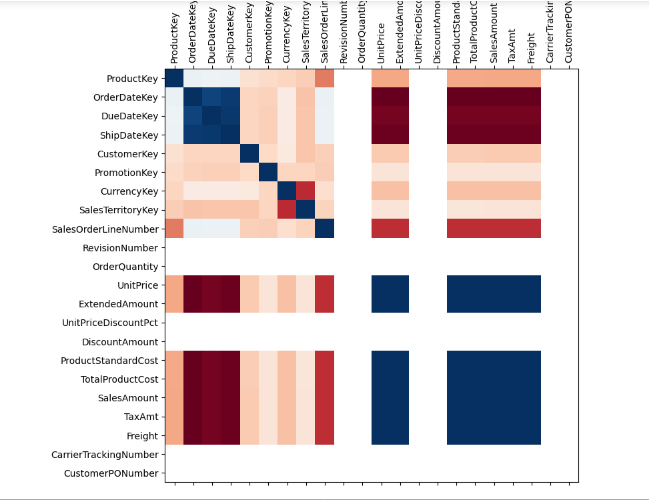 ProductKey
OrderDateKey
DueDateKey
ShipDateKey
CustomerKey
PromotionKey
CurrencyKey
SalesTerritory
SalesOrderLin
RevisionNumb
OrderQuantity
UnitPrice
ExtendedAmo
UnitPriceDisco
DiscountAmou
ProductStanda
TotalProductC
SalesAmount
TaxAmt
Freight
CarrierTrackin
CustomerPON
ProductKey
OrderDateKey
DueDateKey
ShipDateKey
CustomerKey
PromotionKey
CurrencyKey
SalesTerritoryKey
SalesOrderLineNumber
RevisionNumber
OrderQuantity
UnitPrice
ExtendedAmount
UnitPriceDiscountPct
DiscountAmount
ProductStandardCost
TotalProductCost
SalesAmount
TaxAmt
Freight
CarrierTrackingNumber
CustomerPONumber